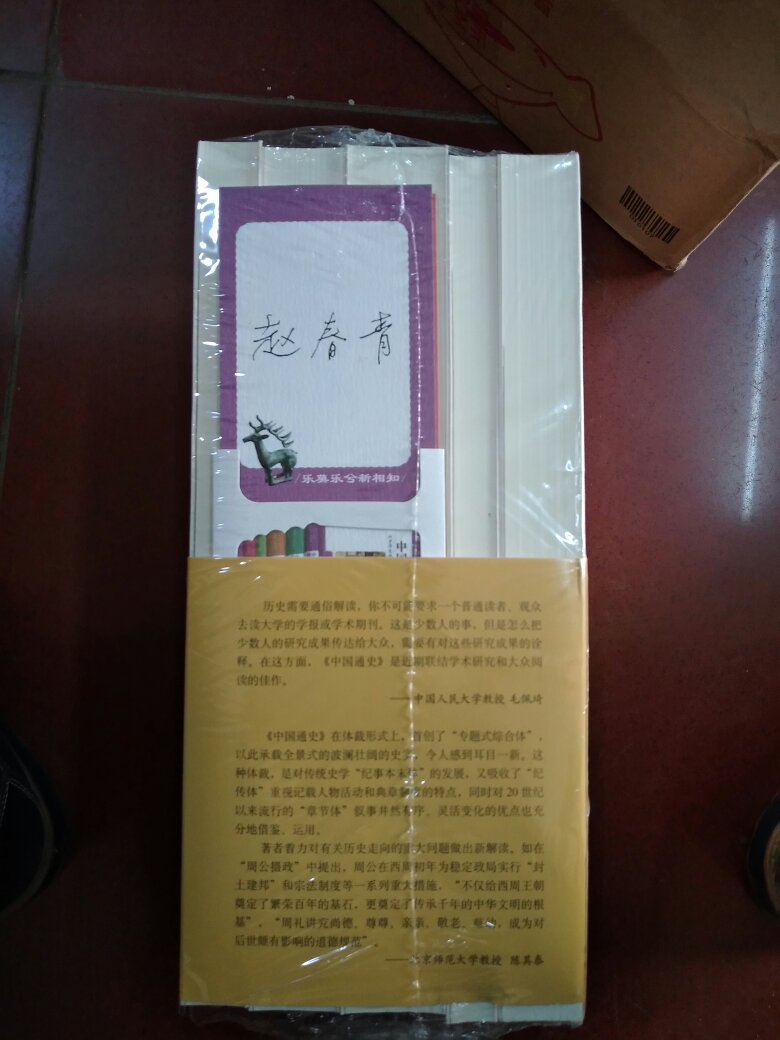 赵春青
乐莫乐兮新相知
中国
历史需要通俗解读，你不可能要求一个普通读者、观众
去读大学的学报或学术期刊。这是少数人的事，但是怎么把
少数人的研究成果传达给大众，需要有对这些研究成果的诠
释。在这方面，《中国通史》是近期联结学术研究和大众阅
读的佳作。
——中国人民大学教授 毛佩琦
《中国通史》在体裁形式上，首创了“专题式综合体”，
以此承载全景式的波澜壮阔的史实，令人感到耳目一新。这
种体裁，是对传统史学“纪事本末体”的发展，又吸收了“纪
传体”重视记载人物活动和典章制度的特点，同时对20世纪
以来流行的“章节体”叙事井然有序、灵活变化的优点也充
分地借鉴、运用。
著者着力对有关历史走向的重大问题做出新解读。如在
“周公摄政”中提出，周公在西周初年为稳定政局实行“封
土建邦”和宗法制度等一系列重大措施，“不仅给西周王朝
奠定了繁荣百年的基石，更奠定了传承千年的中华文明的根
基”，“周礼讲究尚德、尊尊、亲亲、敬老、慈幼，成为对
后世颇有影响的道德规范”。
——北京师范大学教授 陈其泰